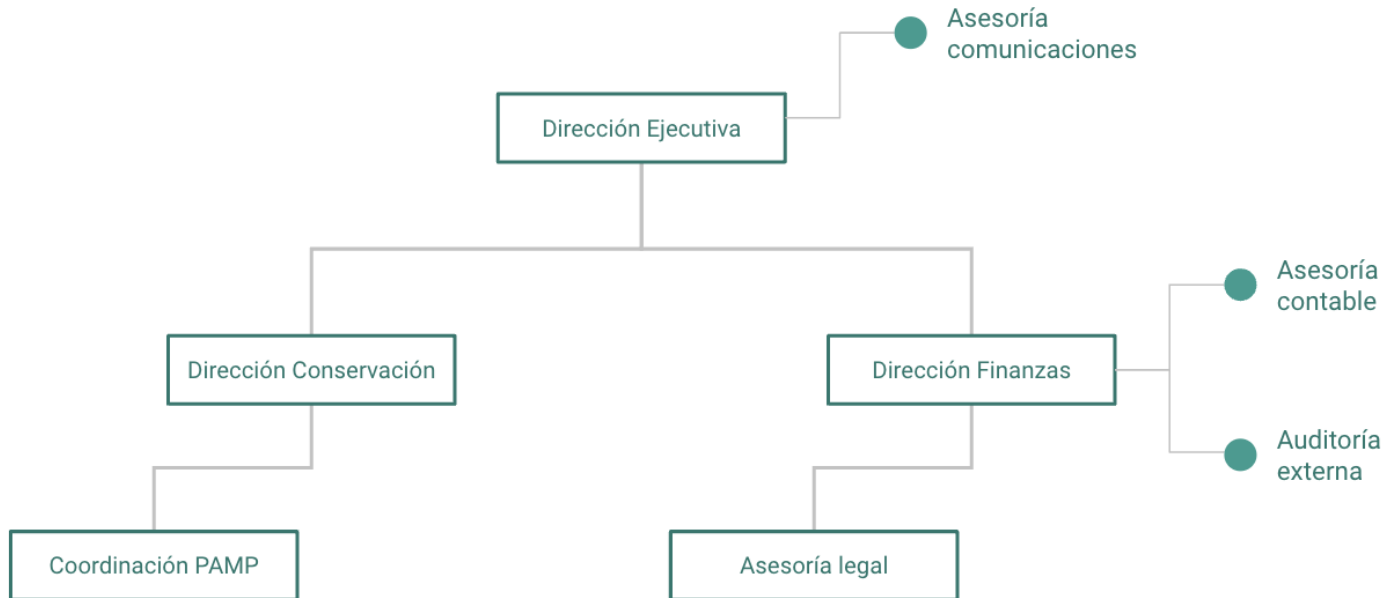 Asesoría
comunicaciones
Dirección Ejecutiva
Asesoría
contable
Dirección Conservación
Dirección Finanzas
Auditoría
externa
Coordinación PAMP
Asesoría legal